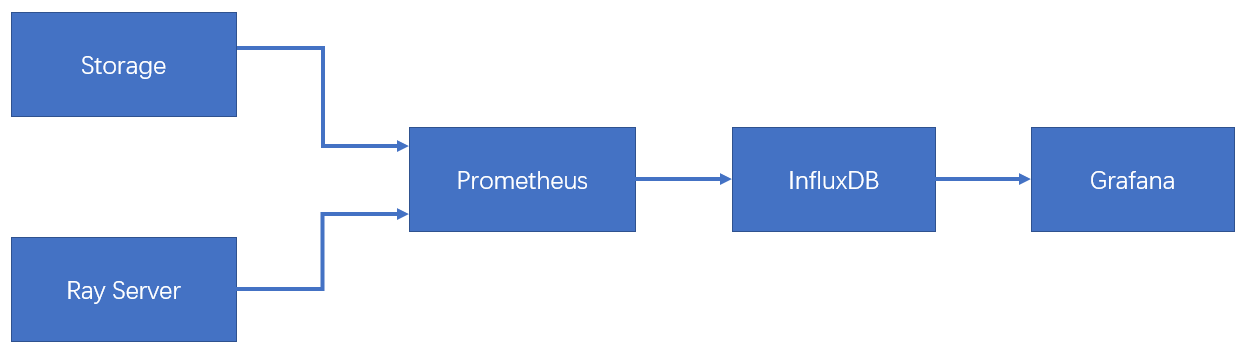 Storage
Prometheus
InfluxDB
Grafana
Ray Server